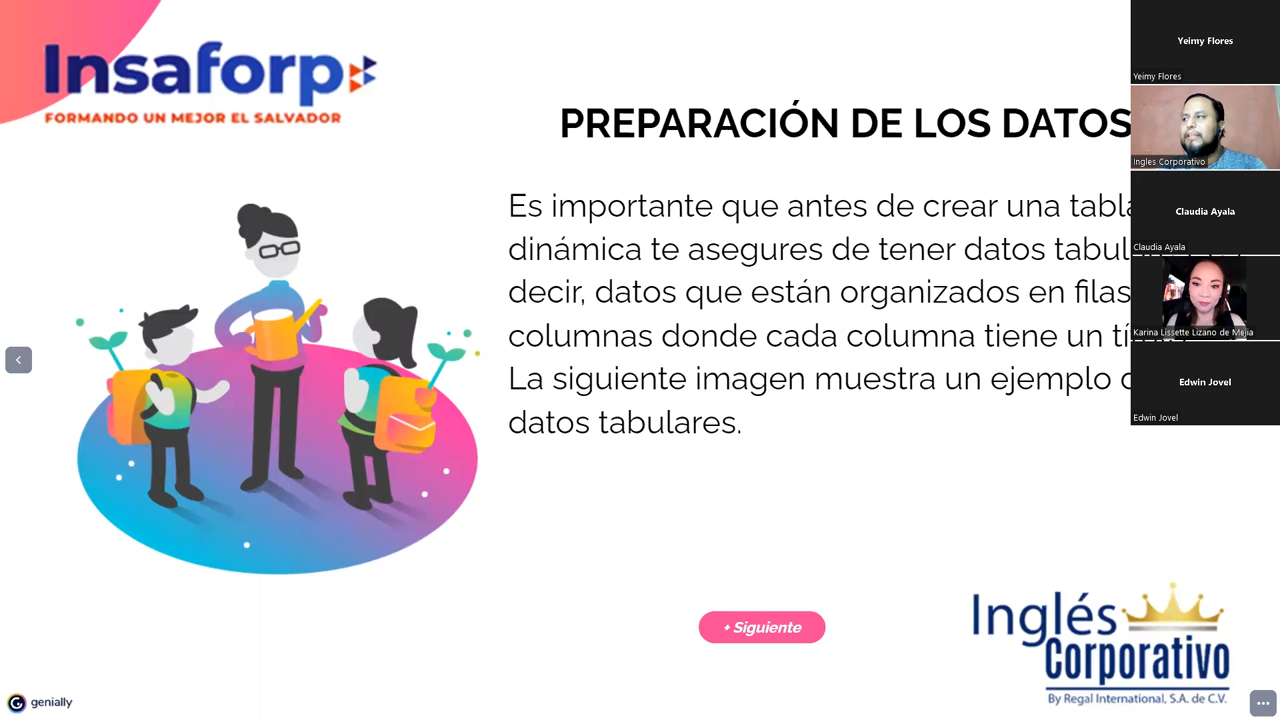 Insaforp
FORMANDO UN MEJOR EL SALVADOR
PREPARACIÓN DE LOS DATOS
Es importante que antes de crear una tabla
dinámica te asegures de tener datos
decir, datos que están organizados en filas
columnas donde cada columna tiene un
La siguiente imagen muestra un ejemplo
datos tabulares.
+ Siguiente
Inglés
Corporativo
By Regal International, S.A. de C.V.
genially
Yeimy Flores
Yeimy Flores
Ingles Corporativo
Claudia Ayala
Claudia Ayala
Karina Lissette Lizano de Mejia
Edwin Jovel
Edwin Jovel